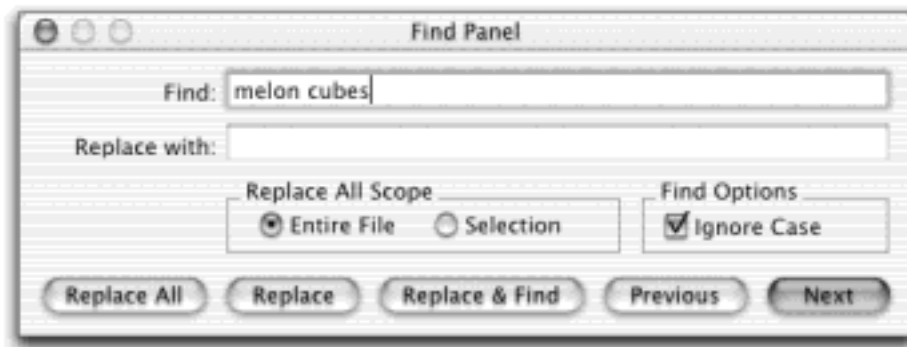 Find Panel
Find: melon cubes
Replace with:
Replace All Scope Find Options
Entire File Selection Ignore Case
Replace All Replace Replace & Find Previous Next